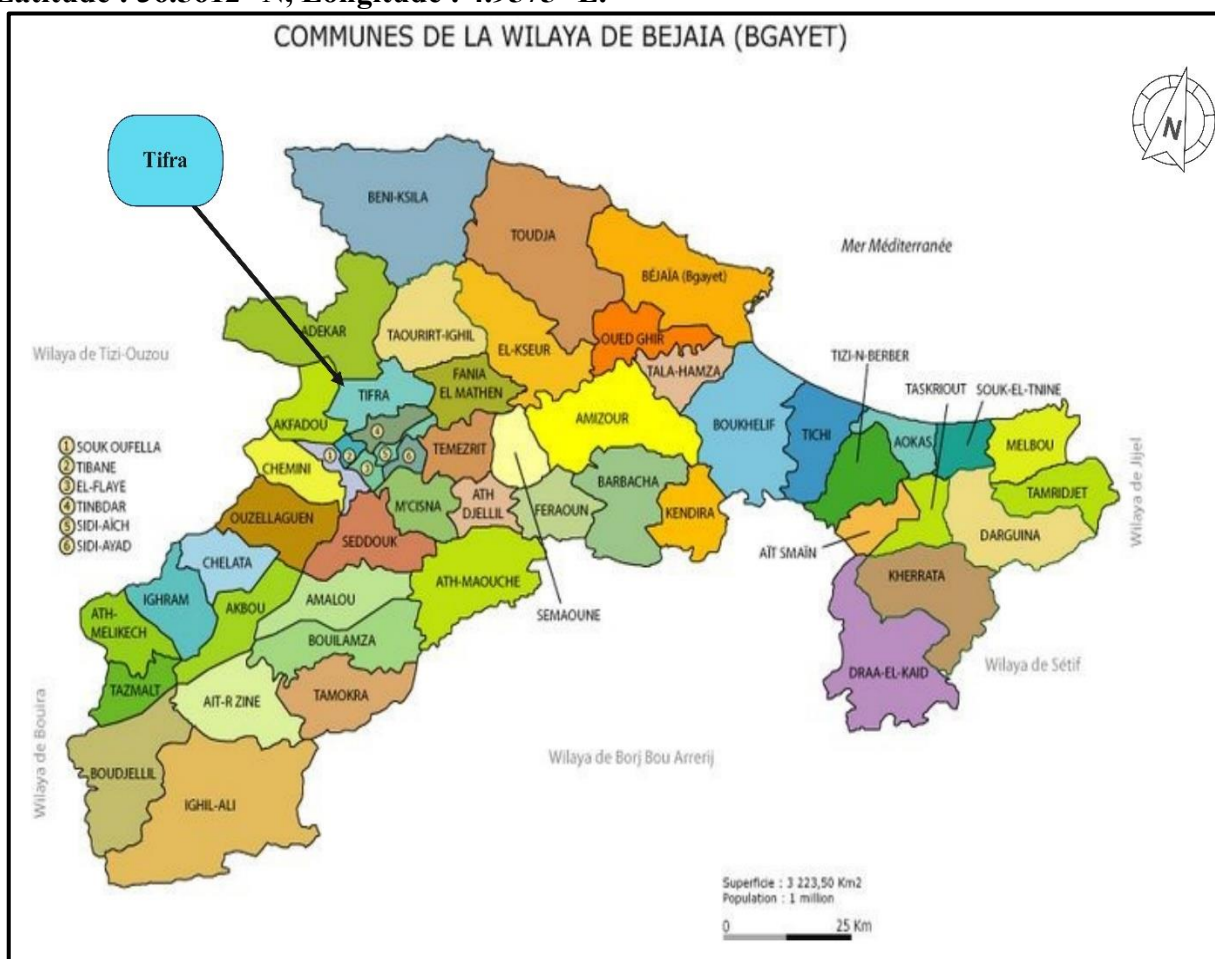 COMMUNES DE LA WILAYA DE BEJAIA (BGAYET)
N
Tifra
BENI-KSILA
TOUDJA
Mer Méditerranée
BÉJAÏA (Bgayet)
ADEKAR
TAOURIRT-IGHIL
EL-KSEUR
OUED GHIR
Wilaya de Tizi-Ouzou
TALA-HAMZA
TIZI-N-BERBER
TASKRIOUT
SOUK-EL-TNINE
TIFRA
FANIA
EL MATHEN
AKFADOU
AMIZOUR
BOUKHELIF
TICHI
AOKAS
MELBOU
Wilaya de Jijel
1 SOUK OUFELLA
2 TIBANE
3 EL-FLAYE
4 TINBDAR
5 SIDI-AÏCH
6 SIDI-AYAD
4
1
2
3
5
6
CHEMINI
TEMEZRIT
BARBACHA
TAMRIDJET
OUZELLAGUEN
M'CISNA
ATH
DJELLIL
FERAOUN
KENDIRA
DARGUINA
SEDDOUK
AÏT SMAÏN
CHELATA
ATH-MAOUCHE
KHERRATA
IGHRAM
AKBOU
AMALOU
SEMAOUNE
ATH-
MELIKECH
BOUILAMZA
DRAA-EL-KAID
Wilaya de Sétif
TAZMALT
AIT-R ZINE
TAMOKRA
Wilaya de Bouira
Wilaya de Borj Bou Arrerij
BOUDJELLIL
IGHIL-ALI
Superficie : 3 223,50 Km2
Population : 1 million
0 25 Km